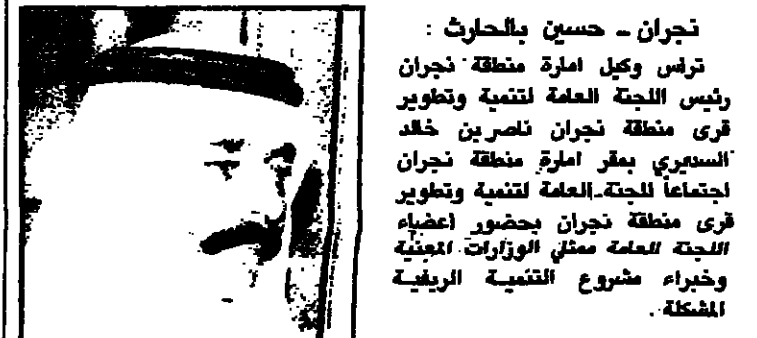 نجران ـ حسين بالحارث :
ترأس وكيل امارة منطقة نجران
رئيس اللجنة العامة لتنمية وتطوير
قرى منطقة نجران ناصر بن خالد
السديري بمقر امارة منطقة نجران
اجتماعاً للجنة العامة لتنمية وتطوير
قرى منطقة نجران بحضور اعضاء
اللجنة العامة ممثلي الوزارات المعنية
وخبراء مشروع التنمية الريفية
المشكلة .